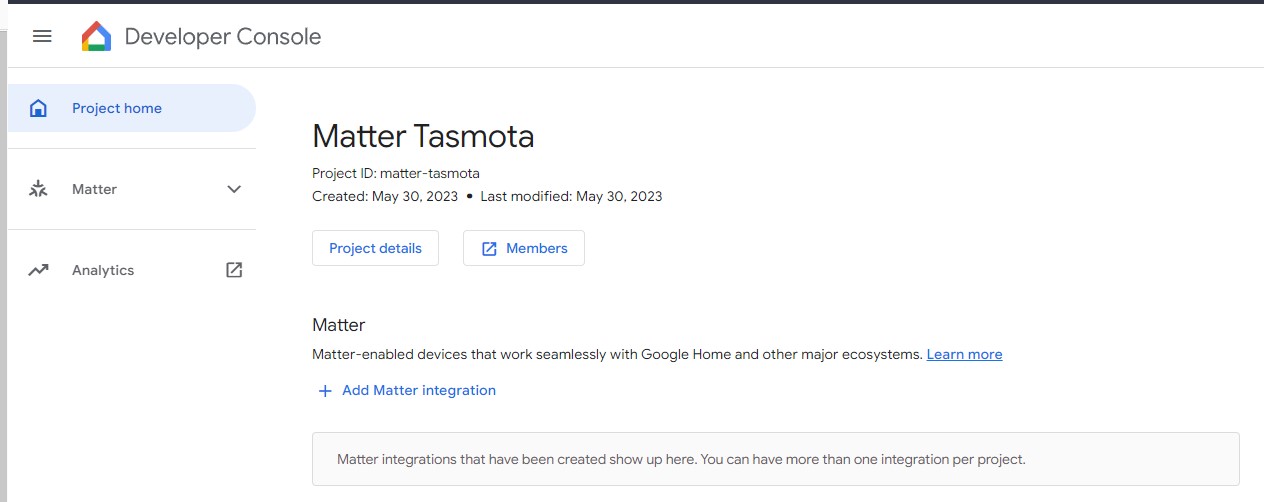 Developer Console
Project home
Matter
Analytics
Matter Tasmota
Project ID: matter-tasmota
Created: May 30, 2023 • Last modified: May 30, 2023
Project details
Members
Matter
Matter-enabled devices that work seamlessly with Google Home and other major ecosystems. Learn more
+ Add Matter integration
Matter integrations that have been created show up here. You can have more than one integration per project.